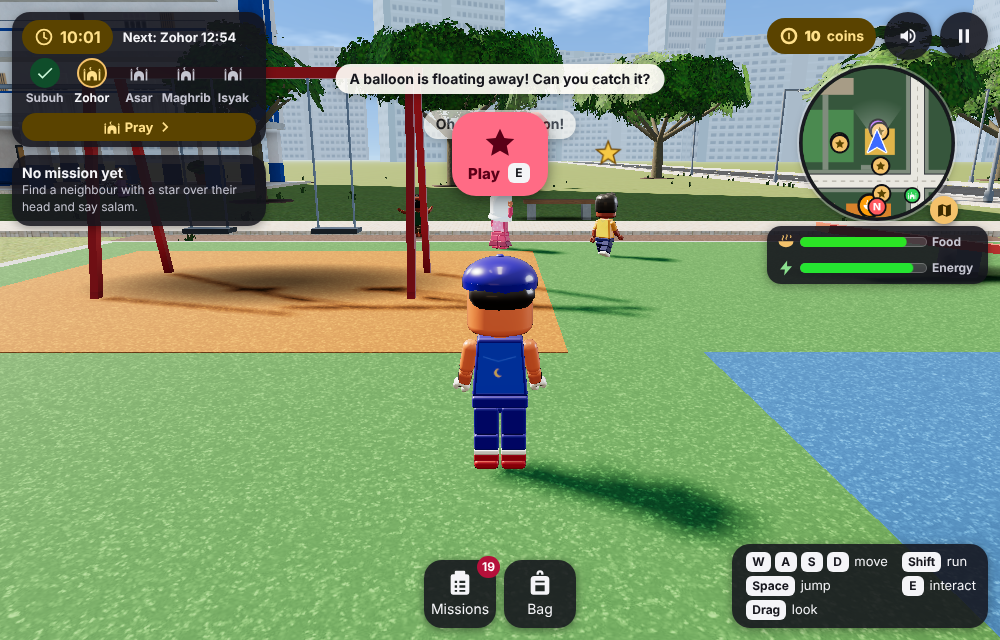 10:01
Next: Zohor 12:54
Subuh
Zohor
Asar
Maghrib
Isyak
Pray
No mission yet
Find a neighbour with a star over their
head and say salam.
A balloon is floating away! Can you catch it?
Oh
on!
Play E
10 coins
N
Food
Energy
19
Missions
Bag
W A S D move
Shift run
Space jump
E interact
Drag look